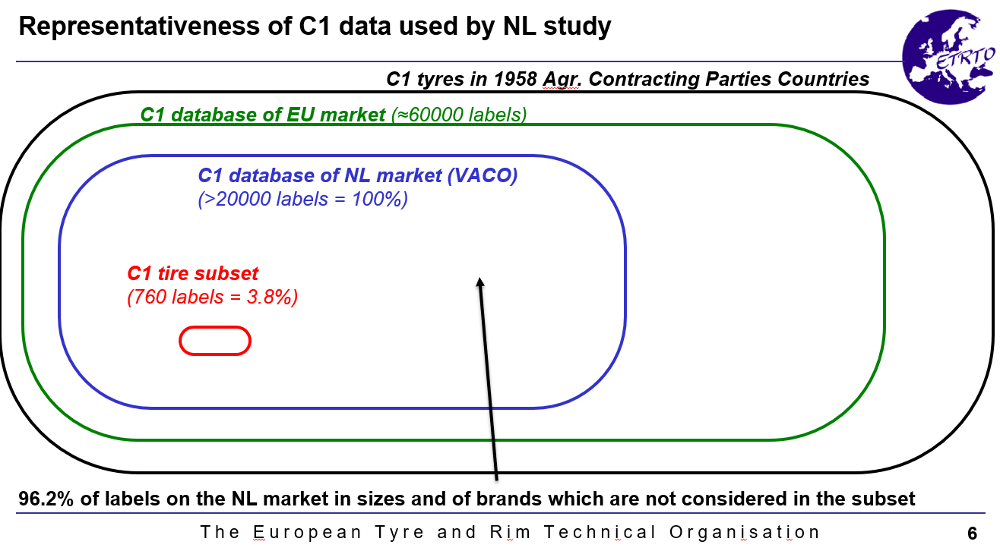 Representativeness of C1 data used by NL study
ETRTO
C1 tyres in 1958 Agr. Contracting Parties Countries
C1 database of EU market (≈60000 labels)
C1 database of NL market (VACO)
(>20000 labels = 100%)
C1 tire subset
(760 labels = 3.8%)
96.2% of labels on the NL market in sizes and of brands which are not considered in the subset
The European Tyre and Rim Technical Organisation
6